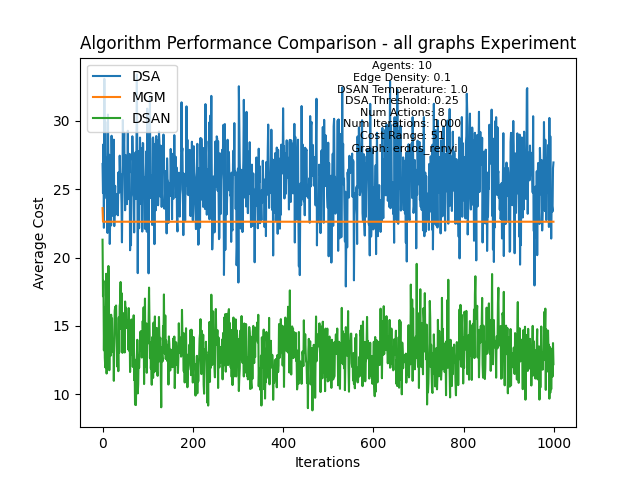 Algorithm Performance Comparison - all graphs Experiment
DSA
MGM
DSAN
Agents: 10
Edge Density: 0.1
DSAN Temperature: 1.0
DSA Threshold: 0.25
Num Actions: 8
Num Iterations: 1000
Cost Range: 51
Graph: erdos_renyi
Average Cost
30
25
20
15
10
0
200
400
600
800
1000
Iterations